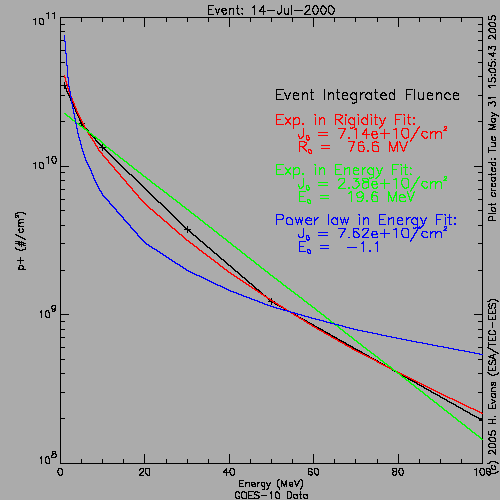 Event: 14-Jul-2000
10¹¹
10¹⁰
10⁹
10⁸
p+ (#/cm²)
Event Integrated Fluence
Exp. in Rigidity Fit:
J₀ = 7.14e+10/cm²
R₀ = 76.6 MV
Exp. in Energy Fit:
J₀ = 2.38e+10/cm²
E₀ = 19.6 MeV
Power law in Energy Fit:
J₀ = 7.62e+10/cm²
E₀ = -1.1
0 20 40 60 80 100
Energy (MeV)
GOES-10 Data
Plot created: Tue May 31 15:05:43 2005
(c) 2005 H. Evans (ESA/TEC-EES)